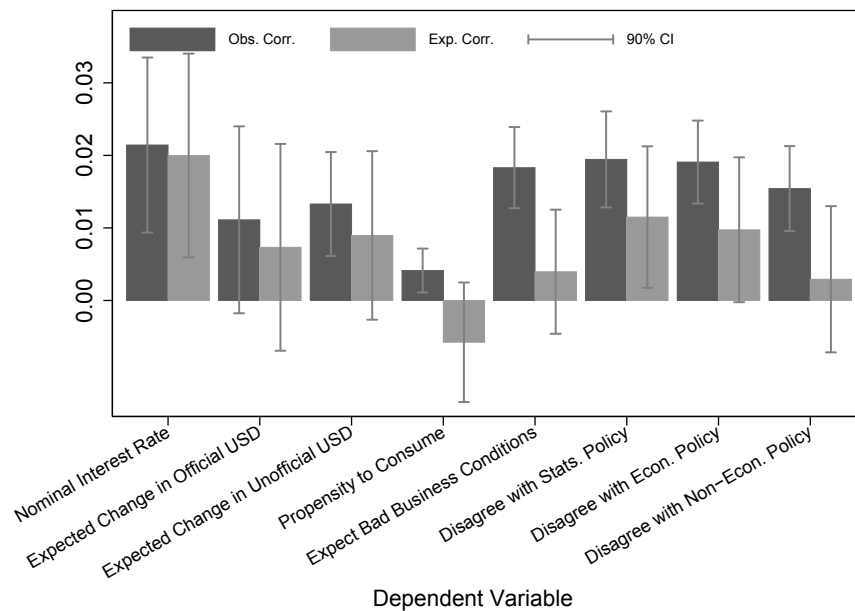 Obs. Corr. Exp. Corr. 90% CI
0.03
0.02
0.01
0.00
Nominal Interest Rate
Expected Change in Official USD
Expected Change in Unofficial USD
Propensity to Consume
Expect Bad Business Conditions
Disagree with Stats. Policy
Disagree with Econ. Policy
Disagree with Non−Econ. Policy
Dependent Variable